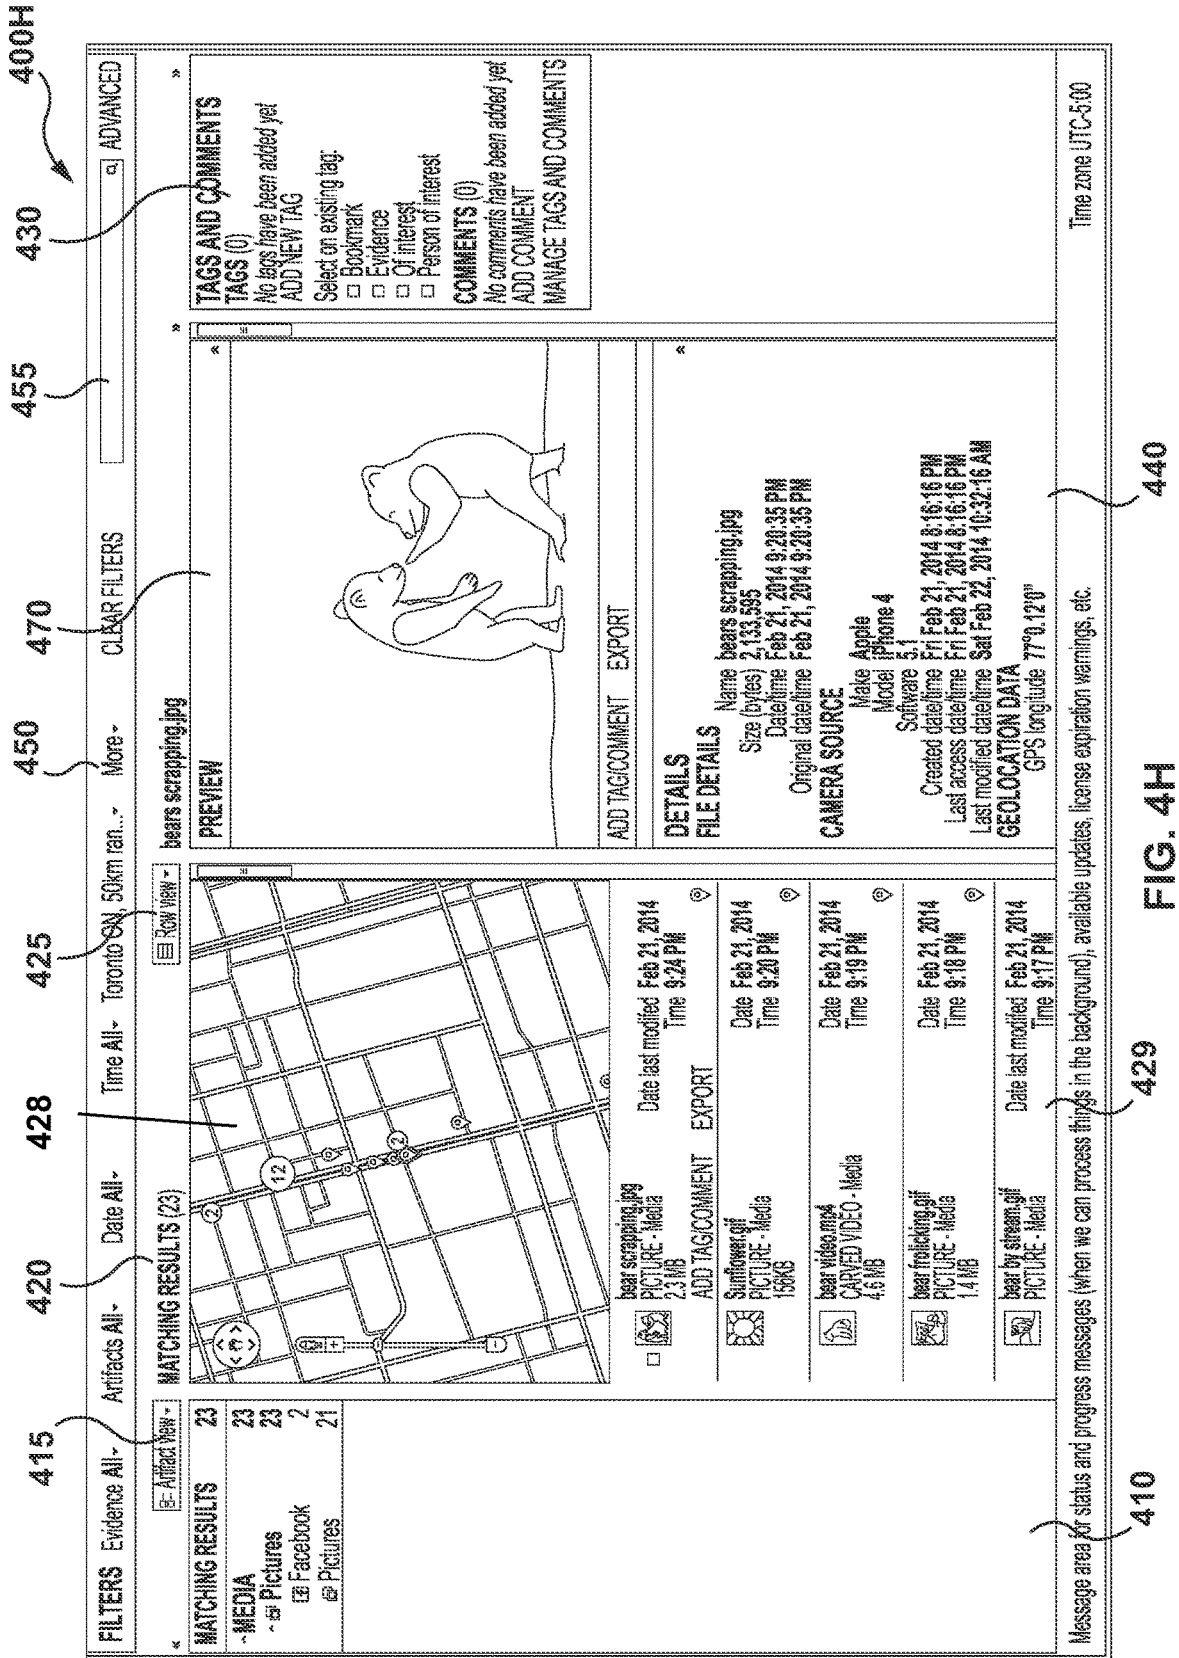 400H
415
420
428
425
450
470
455
430
FILTERS Evidence All Artifacts All Date All Time All Toronto ON, 50km ran... More CLEAR FILTERS ADVANCED
« Artifact view
MATCHING RESULTS 23
MEDIA 23
Pictures 23
Facebook 2
Pictures 21
MATCHING RESULTS (23) Row view
2
12
2
bear scrapping.jpg Date last modifed Feb 21, 2014
PICTURE - Media Time 9:24 PM
2.3 MB
ADD TAG/COMMENT EXPORT
Sunflower.gif Date Feb 21, 2014
PICTURE - Media Time 9:20 PM
156KB
bear video.mp4 Date Feb 21, 2014
CARVED VIDEO - Media Time 9:19 PM
4.6 MB
bear frolicking.gif Date Feb 21, 2014
PICTURE - Media Time 9:18 PM
1.4 MB
bear by stream.gif Date last modifed Feb 21, 2014
PICTURE - Media Time 9:17 PM
bears scrapping.jpg »
PREVIEW «
ADD TAG/COMMENT EXPORT
DETAILS «
FILE DETAILS
Name bears scrapping.jpg
Size (bytes) 2,133,595
Date/time Feb 21, 2014 9:20:35 PM
Original date/time Feb 21, 2014 9:20:35 PM
CAMERA SOURCE
Make Apple
Model iPhone 4
Software 5.1
Created date/time Fri Feb 21, 2014 8:16:16 PM
Last access date/time Fri Feb 21, 2014 8:16:16 PM
Last modified date/time Sat Feb 22, 2014 10:32:16 AM
GEOLOCATION DATA
GPS longitude 77°0.12'0"
»
TAGS AND COMMENTS
TAGS (0)
No tags have been added yet
ADD NEW TAG
Select on existing tag:
Bookmark
Evidence
Of interest
Person of interest
COMMENTS (0)
No comments have been added yet
ADD COMMENT
MANAGE TAGS AND COMMENTS
Message area for status and progress messages (when we can process things in the background), available updates, license expiration warnings, etc. Time zone UTC-5:00
410
429
440
FIG. 4H